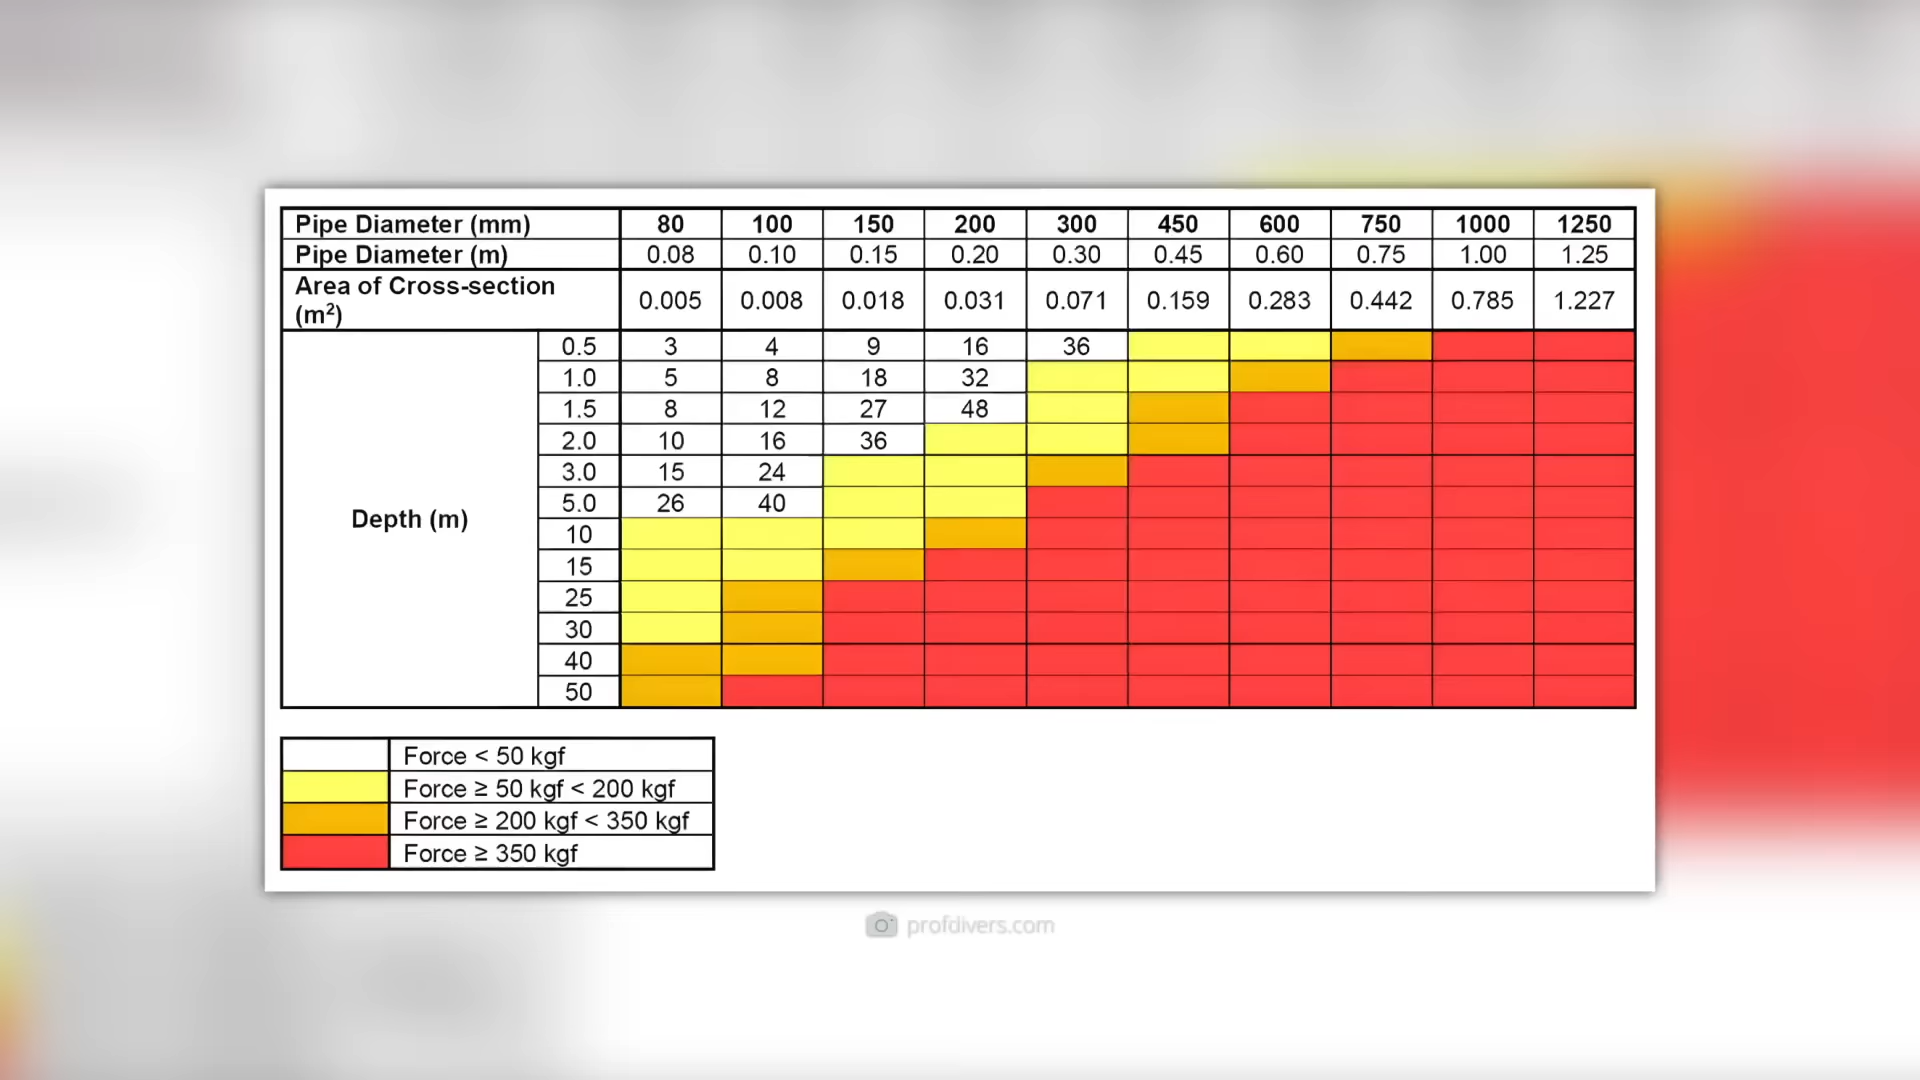 Pipe Diameter (mm) 80 100 150 200 300 450 600 750 1000 1250
Pipe Diameter (m) 0.08 0.10 0.15 0.20 0.30 0.45 0.60 0.75 1.00 1.25
Area of Cross-section
(m²) 0.005 0.008 0.018 0.031 0.071 0.159 0.283 0.442 0.785 1.227
0.5 3 4 9 16 36
1.0 5 8 18 32
1.5 8 12 27 48
2.0 10 16 36
3.0 15 24
5.0 26 40
Depth (m)
10
15
25
30
40
50
Force < 50 kgf
Force ≥ 50 kgf < 200 kgf
Force ≥ 200 kgf < 350 kgf
Force ≥ 350 kgf
profdivers.com